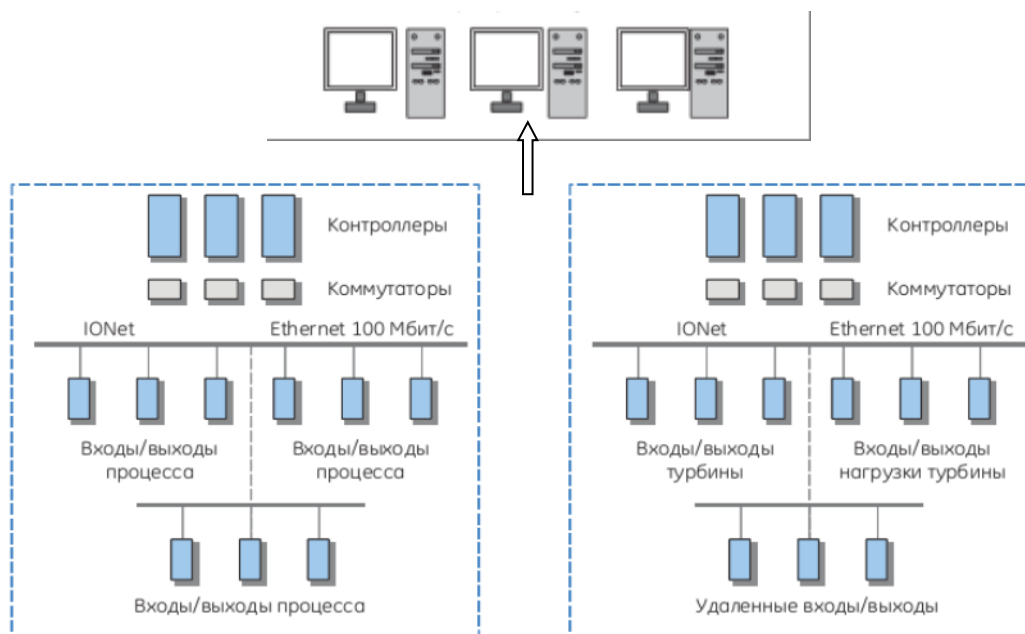 Контроллеры
Коммутаторы
IONet
Ethernet 100 Мбит/с
Входы/выходы
процесса
Входы/выходы
процесса
Входы/выходы процесса
Контроллеры
Коммутаторы
IONet
Ethernet 100 Мбит/с
Входы/выходы
турбины
Входы/выходы
нагрузки турбины
Удаленные входы/выходы